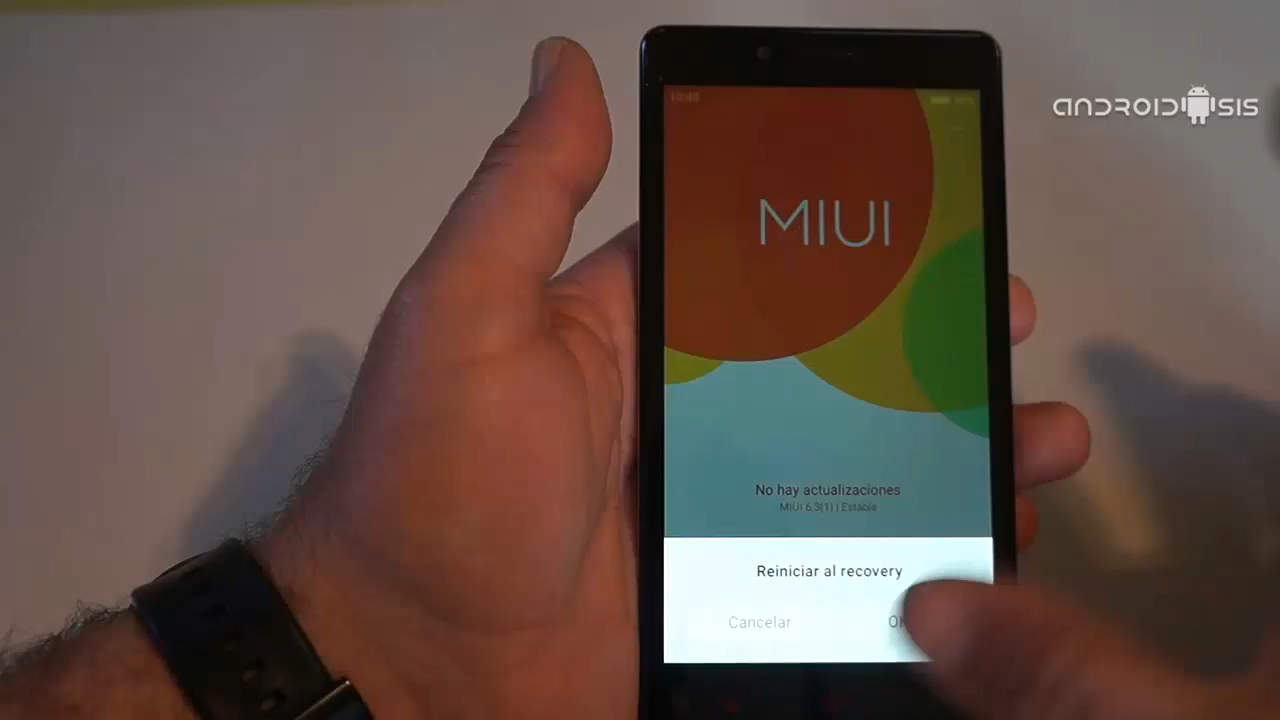 ANDROIDSIS
MIUI
No hay actualizaciones
MIUI 6.3(1) | Estable
Reiniciar al recovery
Cancelar